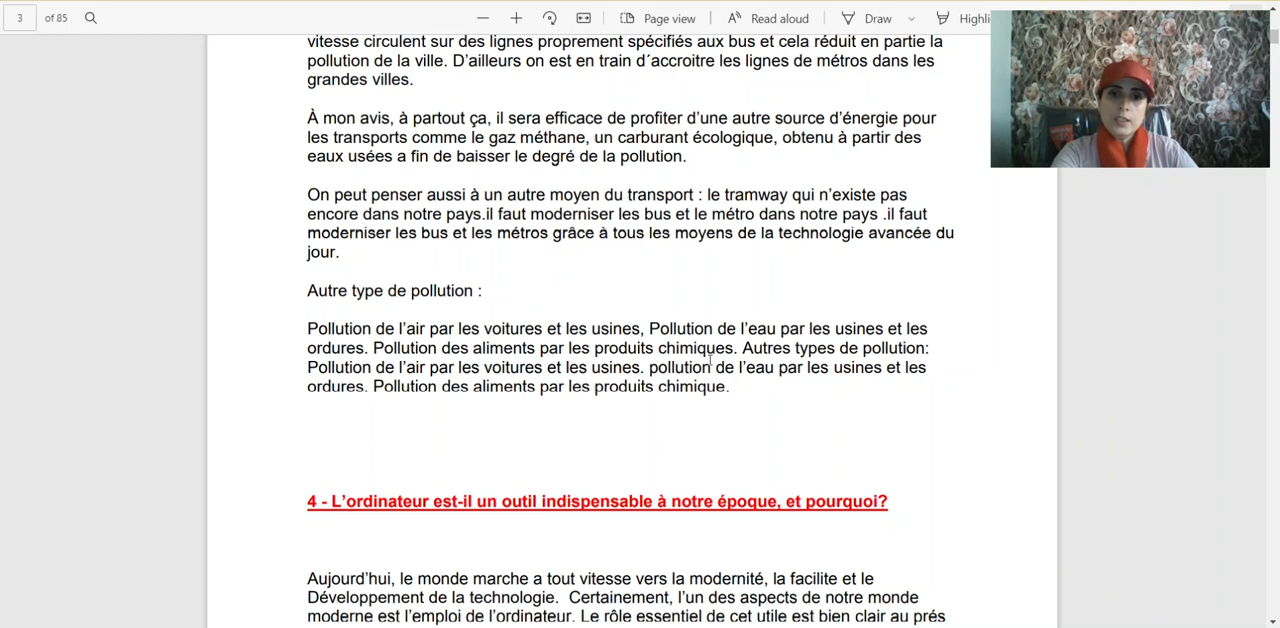 3 of 85 Page view Read aloud Draw Highli
vitesse circulent sur des lignes proprement spécifiés aux bus et cela réduit en partie la
pollution de la ville. D’ailleurs on est en train d´accroitre les lignes de métros dans les
grandes villes.
À mon avis, à partout ça, il sera efficace de profiter d’une autre source d’énergie pour
les transports comme le gaz méthane, un carburant écologique, obtenu à partir des
eaux usées a fin de baisser le degré de la pollution.
On peut penser aussi à un autre moyen du transport : le tramway qui n’existe pas
encore dans notre pays.il faut moderniser les bus et le métro dans notre pays .il faut
moderniser les bus et les métros grâce à tous les moyens de la technologie avancée du
jour.
Autre type de pollution :
Pollution de l’air par les voitures et les usines, Pollution de l’eau par les usines et les
ordures. Pollution des aliments par les produits chimiques. Autres types de pollution:
Pollution de l’air par les voitures et les usines. pollution de l’eau par les usines et les
ordures. Pollution des aliments par les produits chimique.
4 - L’ordinateur est-il un outil indispensable à notre époque, et pourquoi?
Aujourd’hui, le monde marche a tout vitesse vers la modernité, la facilite et le
Développement de la technologie. Certainement, l’un des aspects de notre monde
moderne est l’emploi de l’ordinateur. Le rôle essentiel de cet utile est bien clair au prés